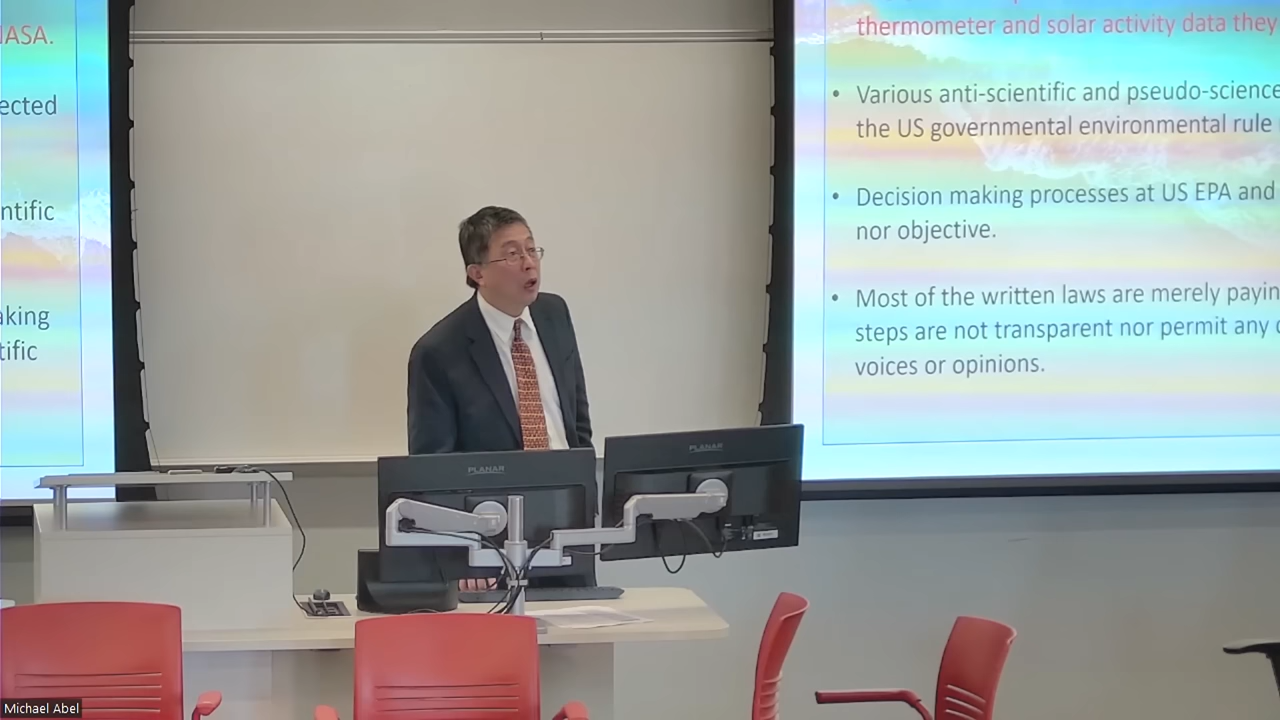 NASA.
ected
ntific
aking
tific
thermometer and solar activity data they
• Various anti-scientific and pseudo-science
the US governmental environmental rule
• Decision making processes at US EPA and
nor objective.
• Most of the written laws are merely
steps are not transparent nor permit any
voices or opinions.
PLANAR
PLANAR
Michael Abel